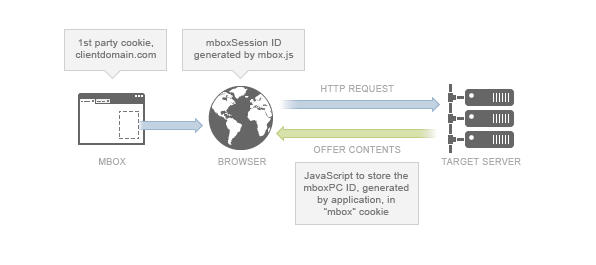 1st party cookie,
clientdomain.com
mboxSession ID
generated by mbox.js
HTTP REQUEST
OFFER CONTENTS
MBOX
BROWSER
TARGET SERVER
JavaScript to store the
mboxPC ID, generated
by application, in
“mbox” cookie